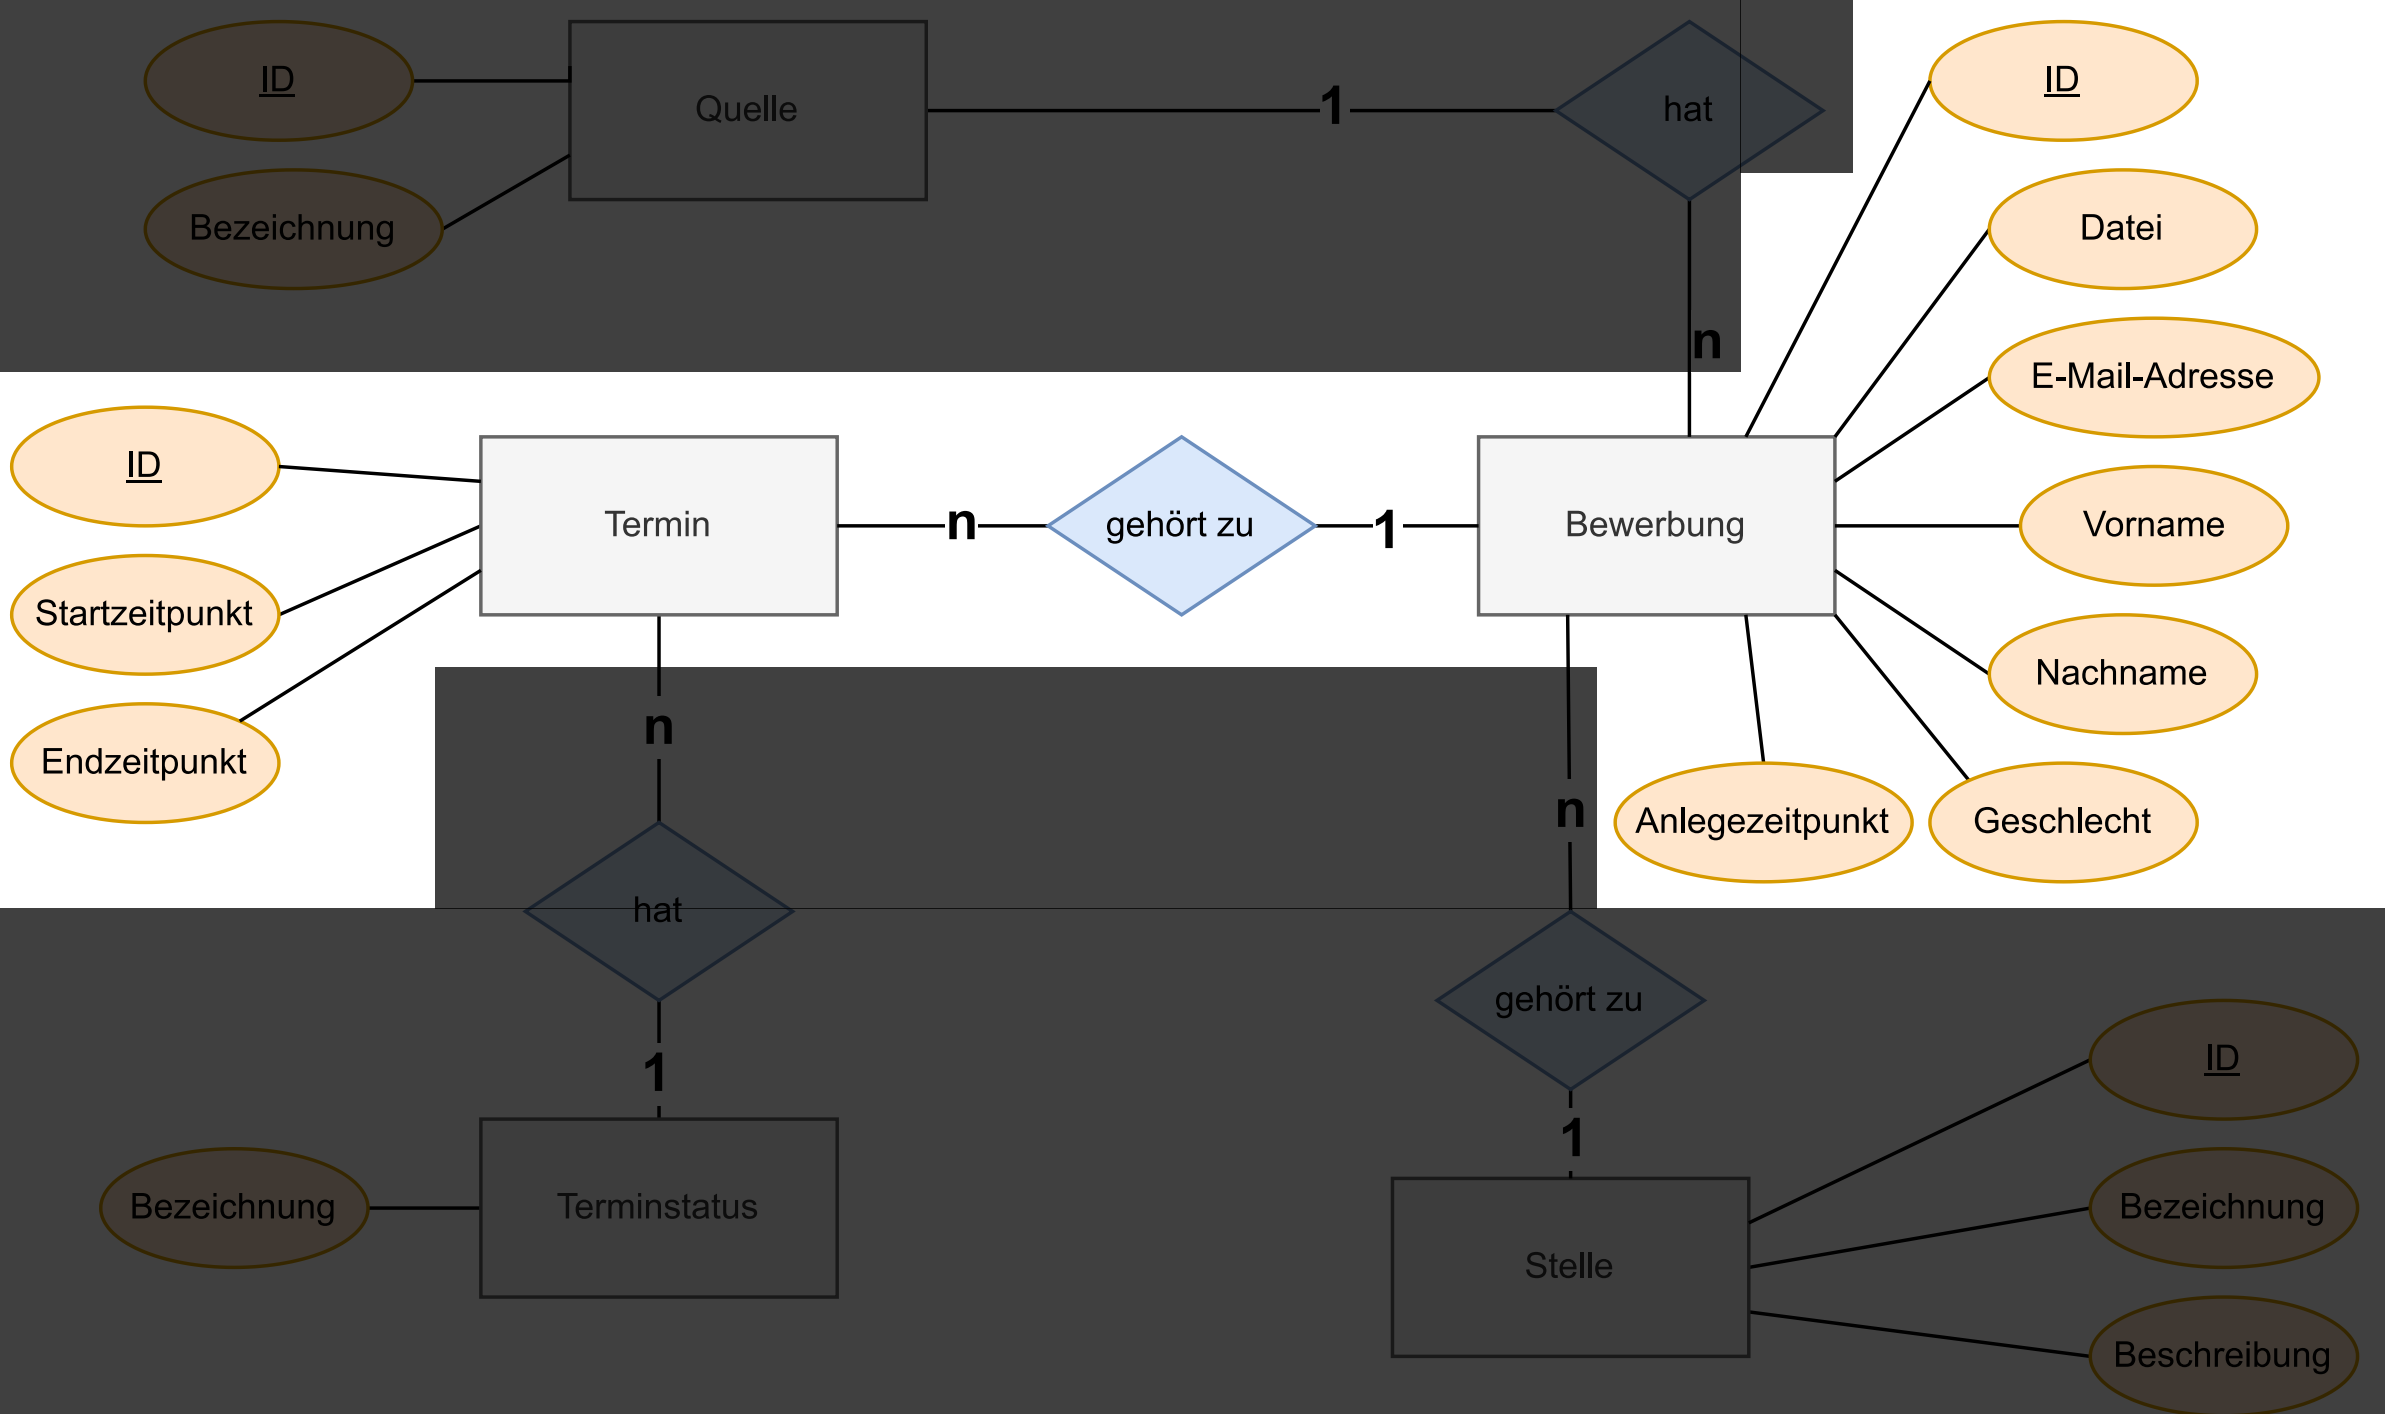 ID
Quelle
1
hat
ID
Bezeichnung
Datei
n
E-Mail-Adresse
ID
Termin
n
gehört zu
1
Bewerbung
Vorname
Startzeitpunkt
Nachname
Endzeitpunkt
n
n
Anlegezeitpunkt
Geschlecht
hat
gehört zu
1
ID
1
Bezeichnung
Terminstatus
Bezeichnung
Stelle
Beschreibung